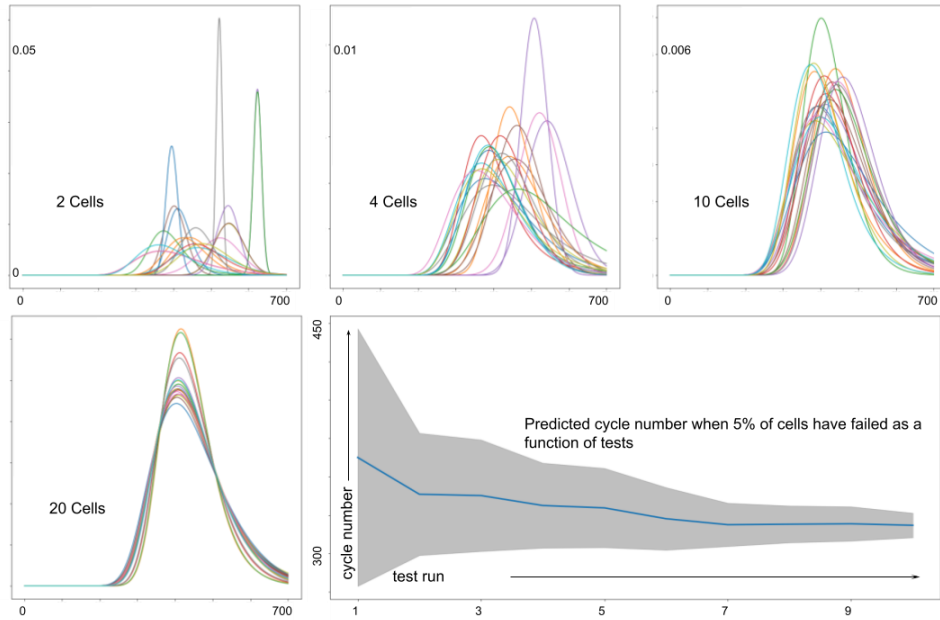 0.05
2 Cells
0
0
700
0.01
4 Cells
0
700
0.006
10 Cells
0
700
20 Cells
0
700
450
300
cycle number
Predicted cycle number when 5% of cells have failed as a
function of tests
test run
1
3
5
7
9